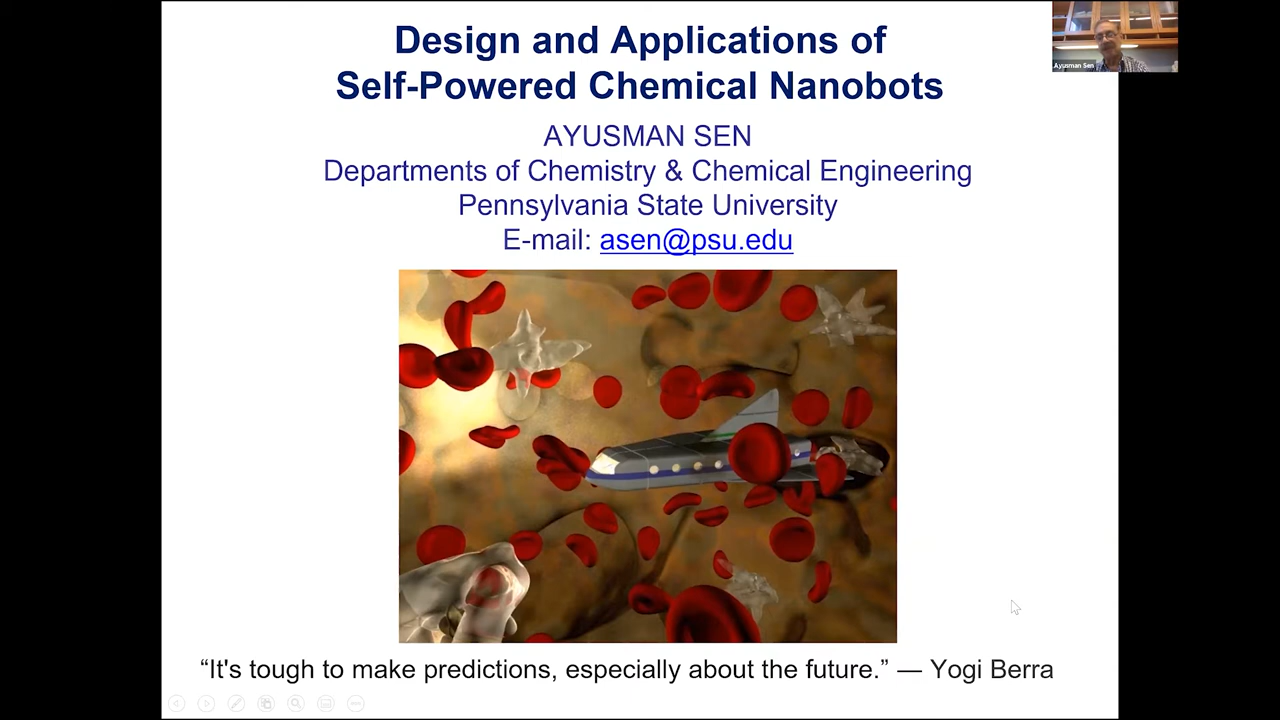 Design and Applications of
Self-Powered Chemical Nanobots
AYUSMAN SEN
Departments of Chemistry & Chemical Engineering
Pennsylvania State University
E-mail: asen@psu.edu
“It's tough to make predictions, especially about the future.” — Yogi Berra
Ayusman Sen